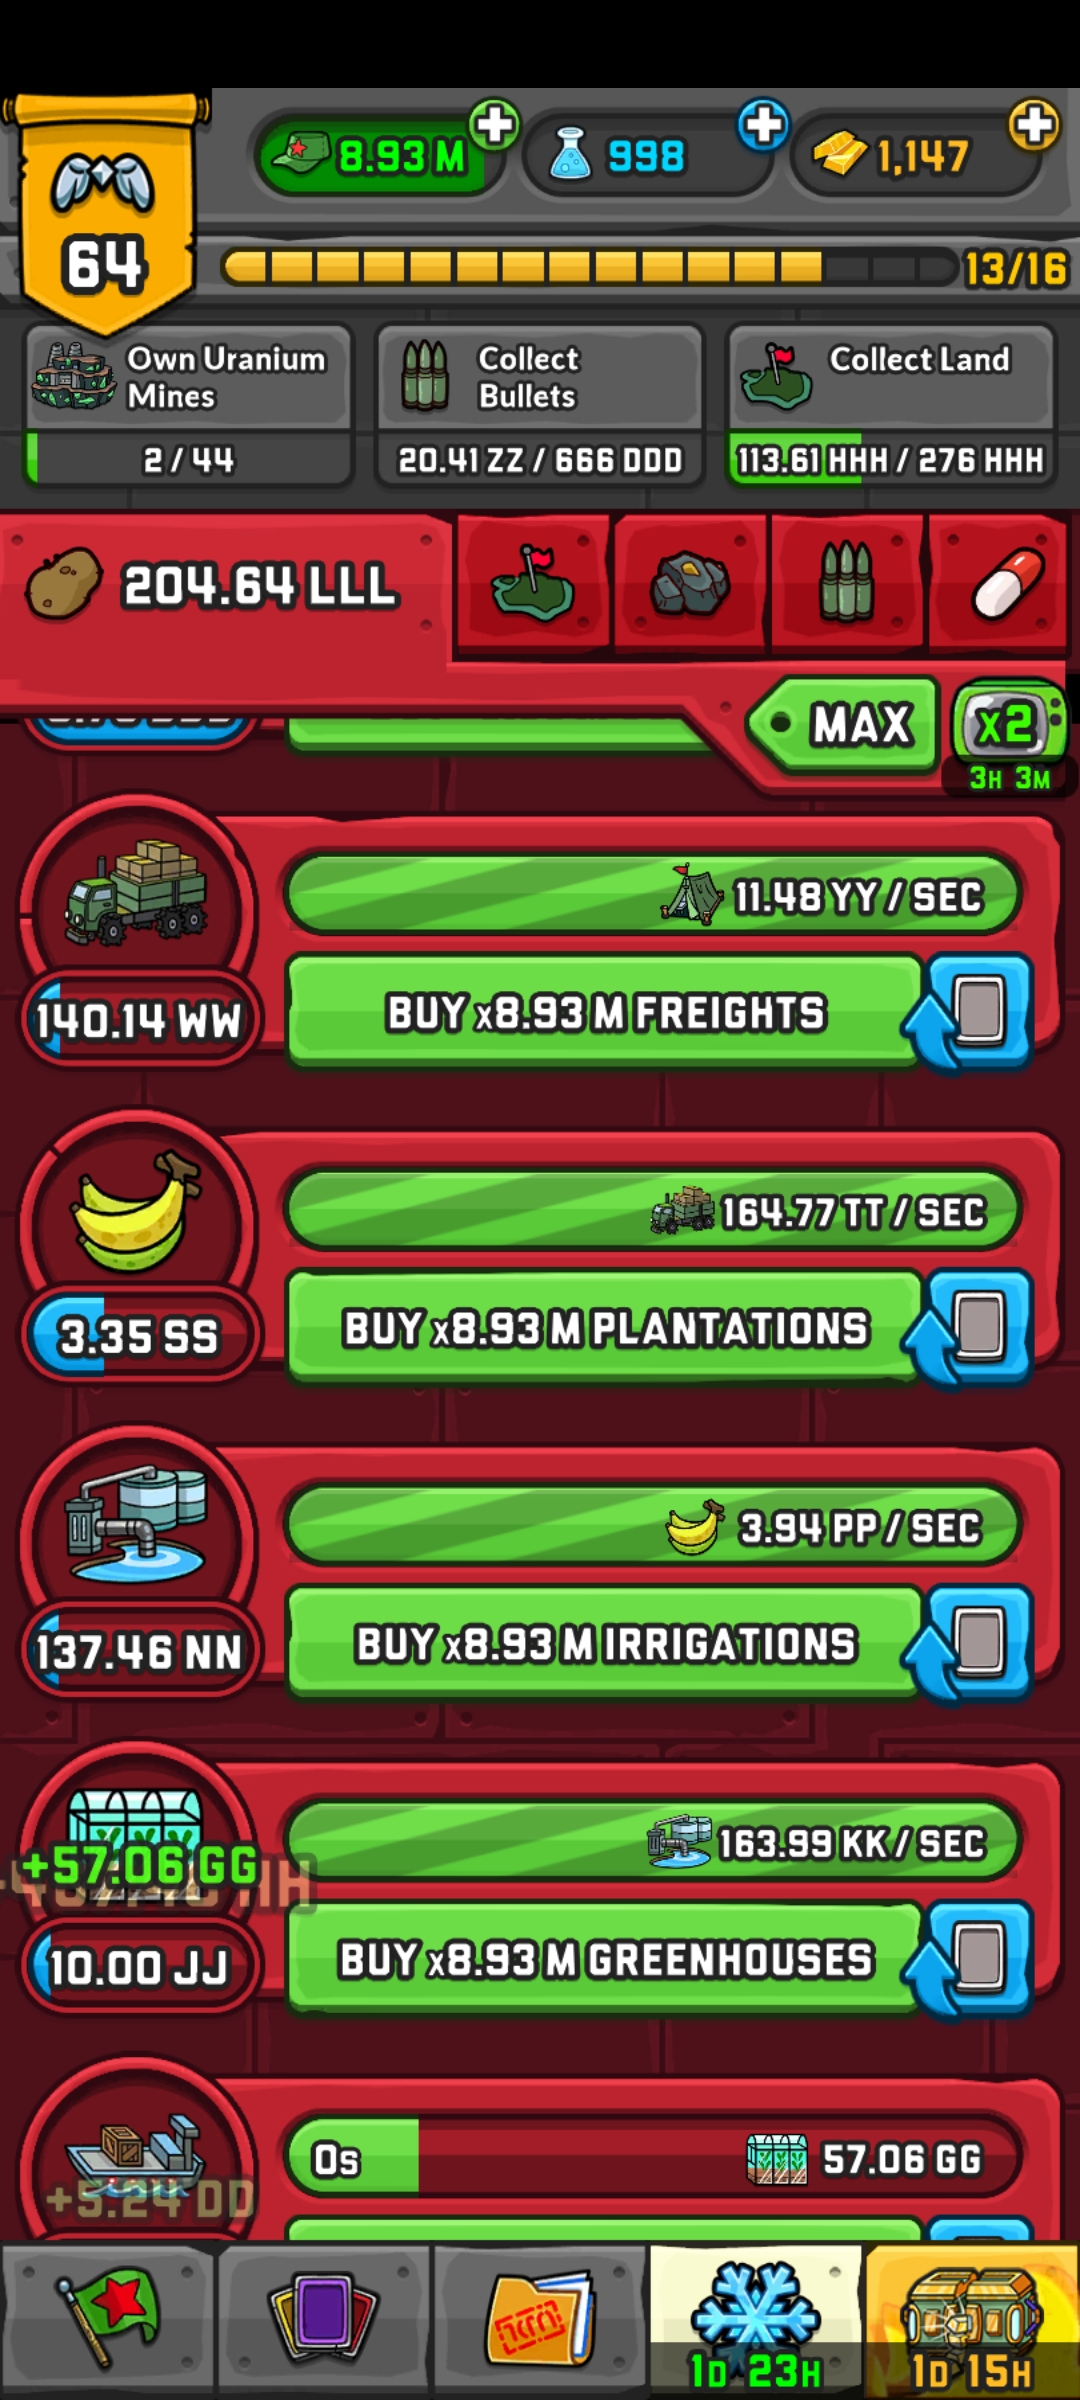 8.93 M
998
1,147
64
13/16
Own Uranium
Mines
2 / 44
Collect
Bullets
20.41 ZZ / 666 DDD
Collect Land
113.61 HHH / 276 HHH
204.64 LLL
MAX
x2
3H 3M
11.48 YY / SEC
140.14 WW
BUY x8.93 M FREIGHTS
164.77 TT / SEC
3.35 SS
BUY x8.93 M PLANTATIONS
3.94 PP / SEC
137.46 NN
BUY x8.93 M IRRIGATIONS
+57.06 GG
163.99 KK / SEC
10.00 JJ
BUY x8.93 M GREENHOUSES
0s
57.06 GG
+5.24 DD
1D 23H
1D 15H